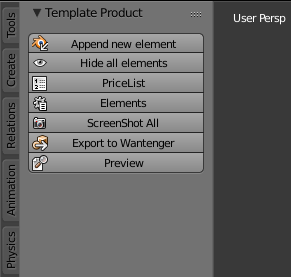 Template Product
User Persp
Append new element
Hide all elements
PriceList
Elements
ScreenShot All
Export to Wantenger
Preview
Tools
Create
Relations
Animation
Physics